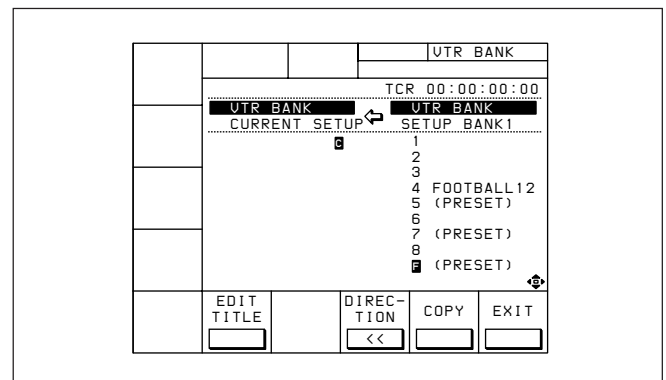 VTR BANK
TCR 00:00:00:00
VTR BANK VTR BANK
CURRENT SETUP SETUP BANK1
C 1
2
3
4 FOOTBALL12
5 (PRESET)
6
7 (PRESET)
8
F (PRESET)
EDIT TITLE
DIREC-TION
<<
COPY
EXIT